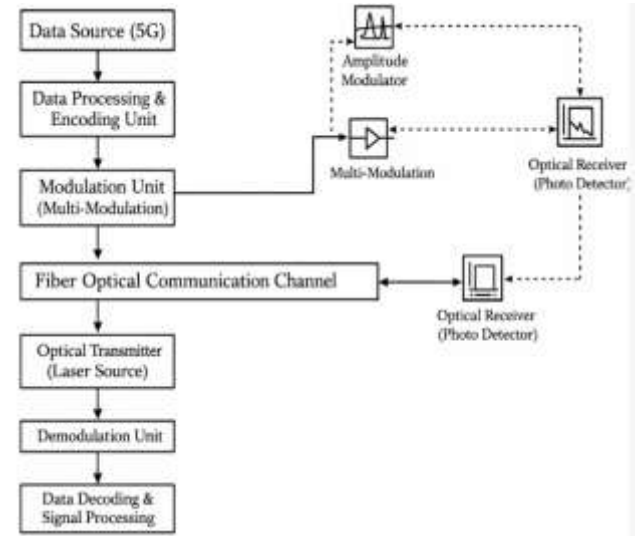 Data Source (5G)
Data Processing &
Encoding Unit
Modulation Unit
(Multi-Modulation)
Fiber Optical Communication Channel
Optical Transmitter
(Laser Source)
Demodulation Unit
Data Decoding &
Signal Processing
Amplitude
Modulator
Multi-Modulation
Optical Receiver
(Photo Detector)
Optical Receiver
(Photo Detector)